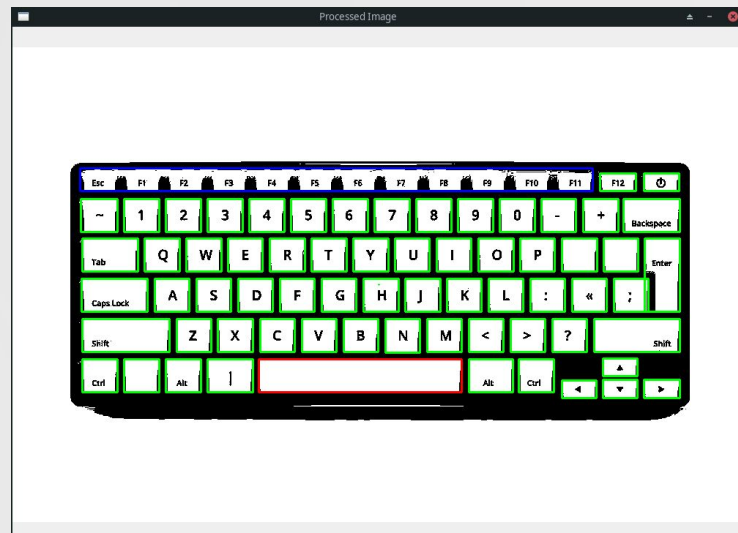 Processed Image
Esc F1 F2 F3 F4 F5 F6 F7 F8 F9 F10 F11 F12
~ 1 2 3 4 5 6 7 8 9 0 - + Backspace
Tab Q W E R T Y U I O P Enter
Caps Lock A S D F G H J K L : « ;
Shift Z X C V B N M < > ? Shift
Ctrl Alt | Alt Ctrl